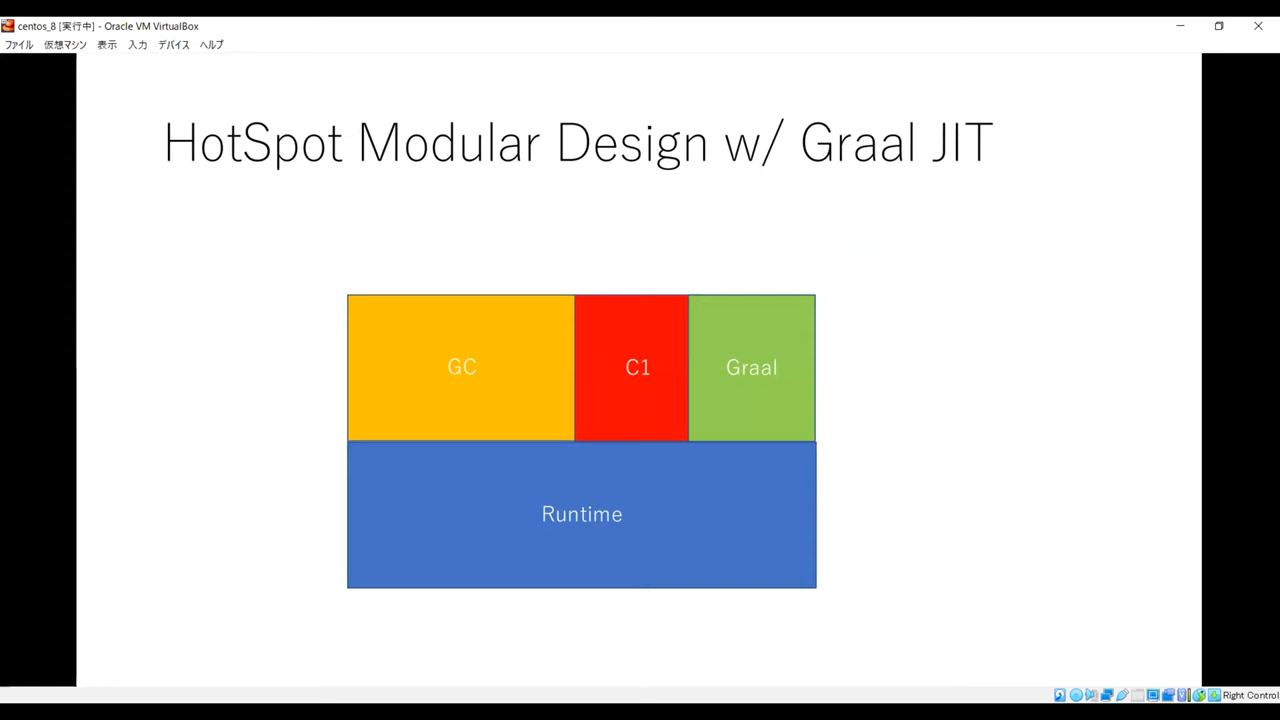 centos_8 [実行中] - Oracle VM VirtualBox
ファイル 仮想マシン 表示 入力 デバイス ヘルプ
HotSpot Modular Design w/ Graal JIT
GC C1 Graal
Runtime
Right Control